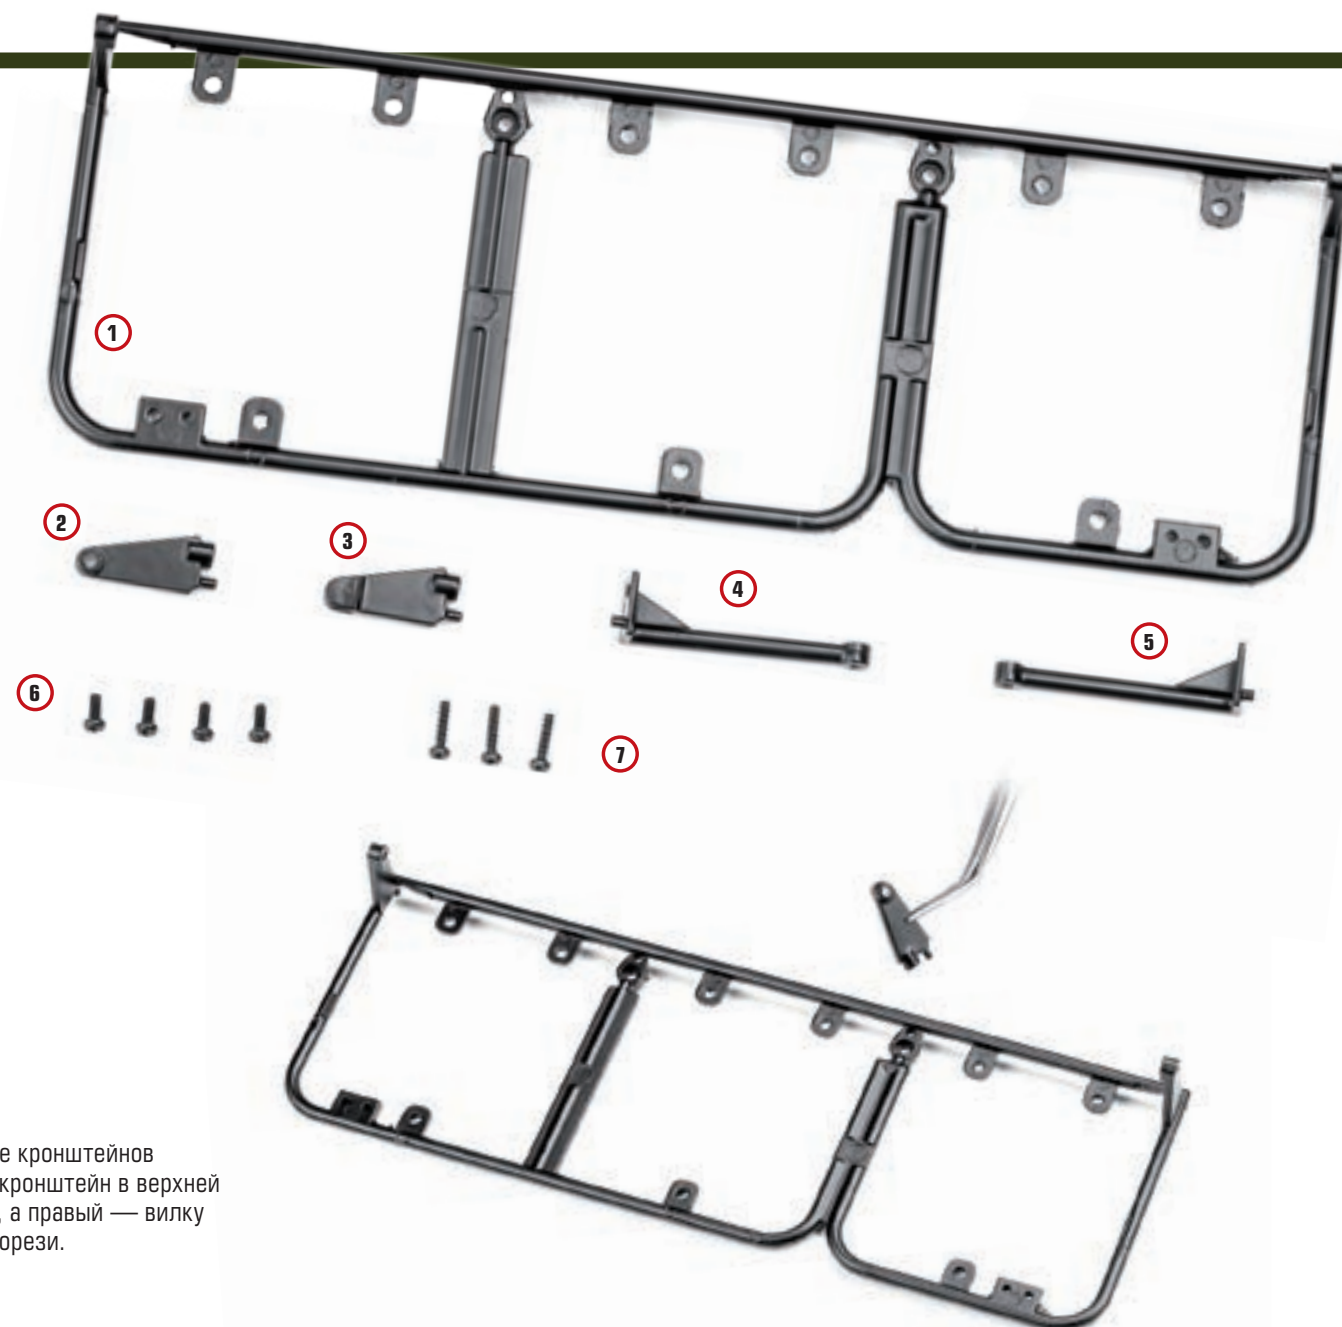 1
2
3
4
5
6
7
е кронштейнов
кронштейн в верхней
, а правый — вилку
орези.